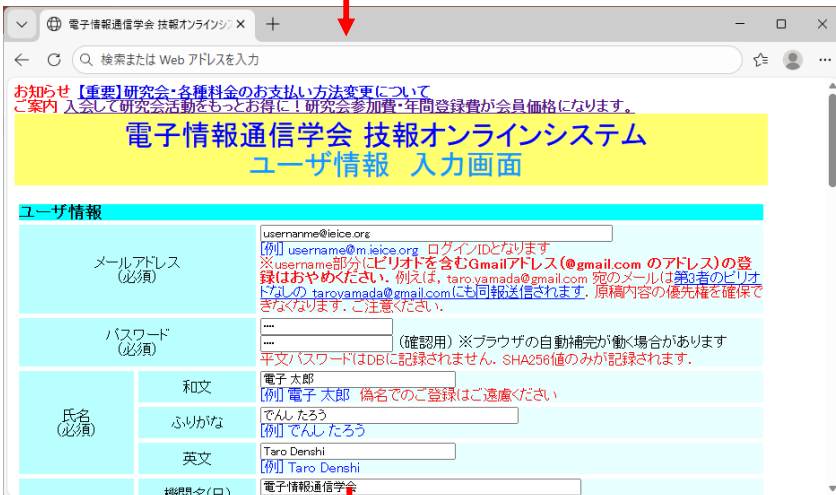 電子情報通信学会 技報オンラインシ
検索または Web アドレスを入力
お知らせ 【重要】研究会・各種料金のお支払い方法変更について
ご案内 入会して研究会活動をもっとお得に！研究会参加費・年間登録費が会員価格になります。
電子情報通信学会 技報オンラインシステム
ユーザ情報 入力画面
ユーザ情報
メールアドレス
(必須)
usernanme@ieice.org
[例] username@m.ieice.org ログインIDとなります
※username部分にピリオドを含むGmailアドレス(@gmail.com のアドレス)の登
録はおやめください. 例えば, taro.yamada@gmail.com 宛のメールは第3者のピリオ
ドなしの taroyamada@gmail.comにも同報送信されます. 原稿内容の優先権を確保で
きなくなります. ご注意ください.
パスワード
(必須)
••••
•••• (確認用) ※ブラウザの自動補完が働く場合があります
平文パスワードはDBに記録されません. SHA256値のみが記録されます.
氏名
(必須)
和文
電子 太郎
[例] 電子 太郎 偽名でのご登録はご遠慮ください
ふりがな
でんし たろう
[例] でんし たろう
英文
Taro Denshi
[例] Taro Denshi
機関名(日)
電子情報通信学会